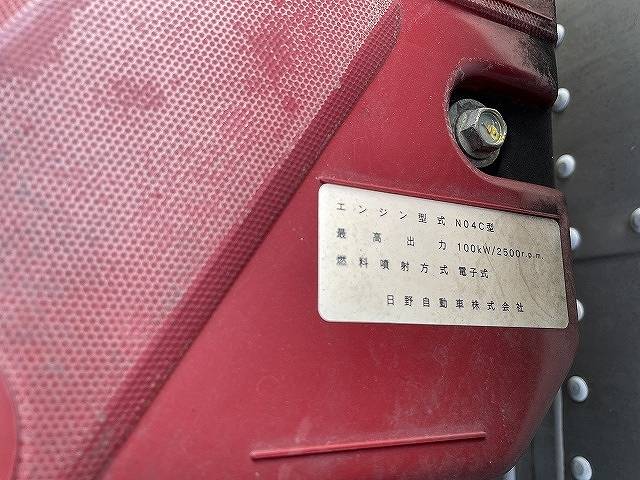 エンジン型式 N04C型
最高出力 100kW/2500r.p.m.
燃料噴射方式 電子式
日野自動車株式会社